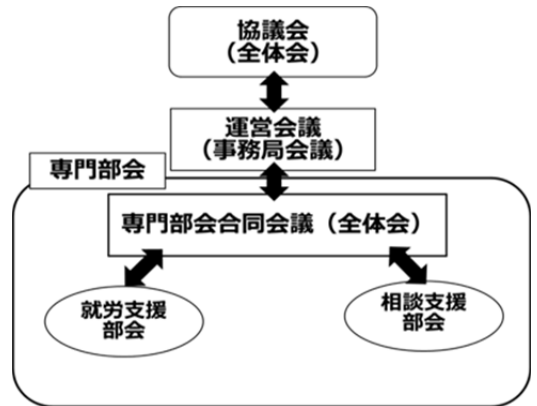 協議会
（全体会）
運営会議
（事務局会議）
専門部会
専門部会合同会議（全体会）
就労支援
部会
相談支援
部会